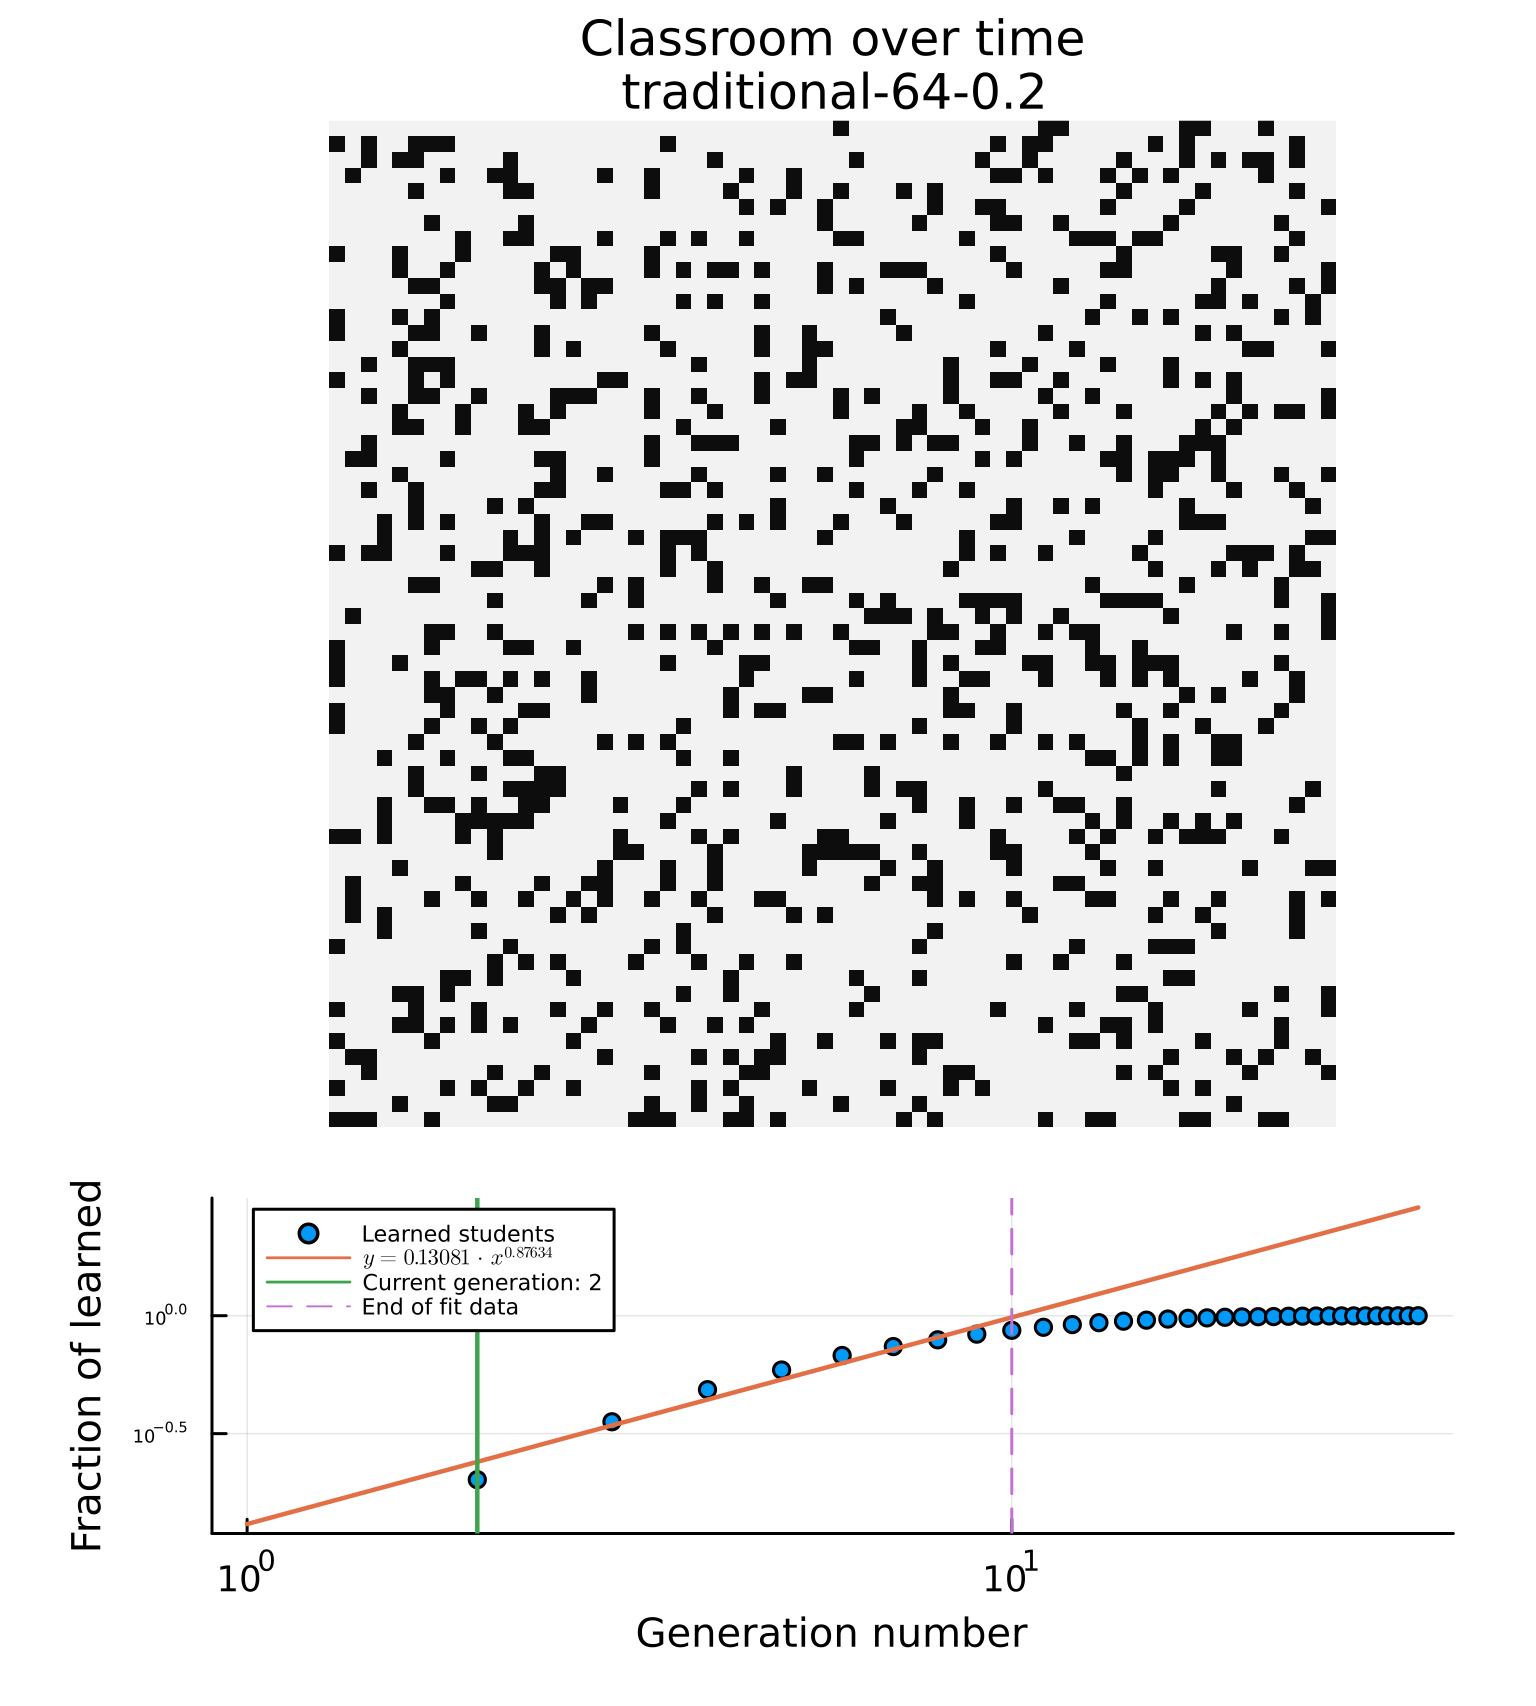 Classroom over time
traditional-64-0.2
Fraction of learned
Learned students
y = 0.13081 · x^0.87634
Current generation: 2
End of fit data
10^0.0
10^−0.5
10^0
10^1
Generation number